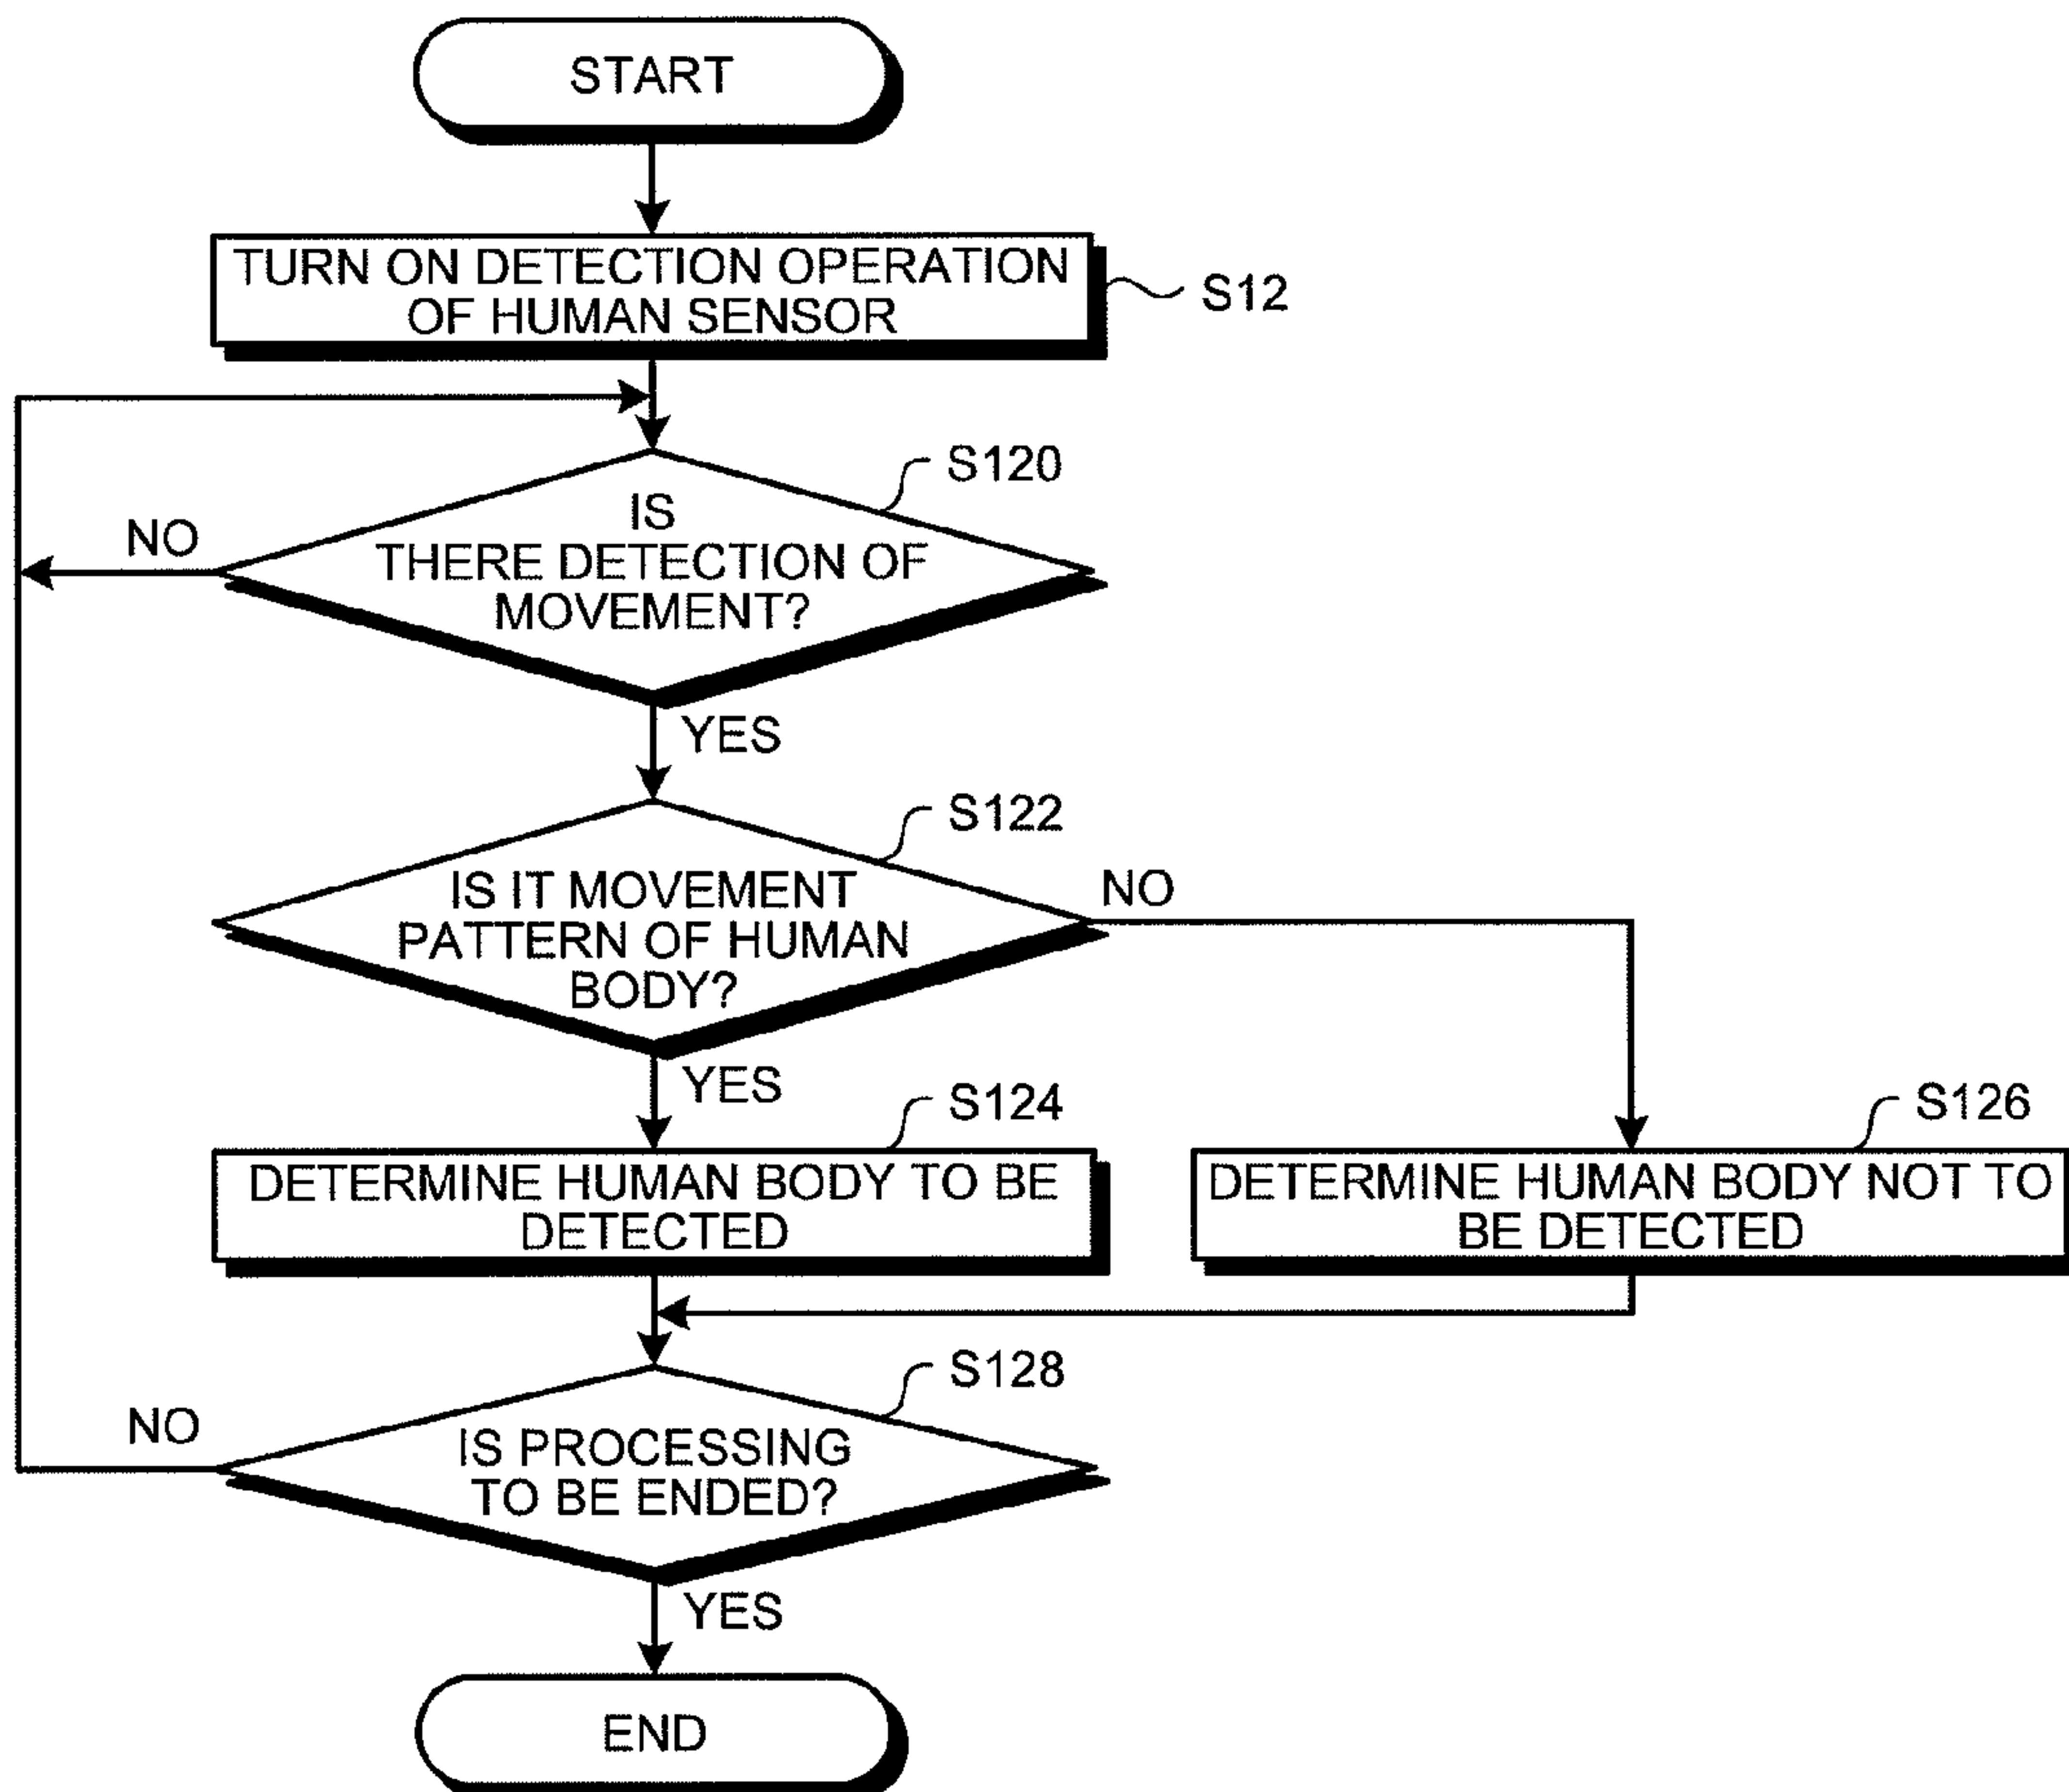 START
TURN ON DETECTION OPERATION
OF HUMAN SENSOR
S12
S120
IS
THERE DETECTION OF
MOVEMENT?
NO
YES
S122
IS IT MOVEMENT
PATTERN OF HUMAN
BODY?
NO
YES
S124
DETERMINE HUMAN BODY TO BE
DETECTED
S126
DETERMINE HUMAN BODY NOT TO
BE DETECTED
S128
IS PROCESSING
TO BE ENDED?
NO
YES
END